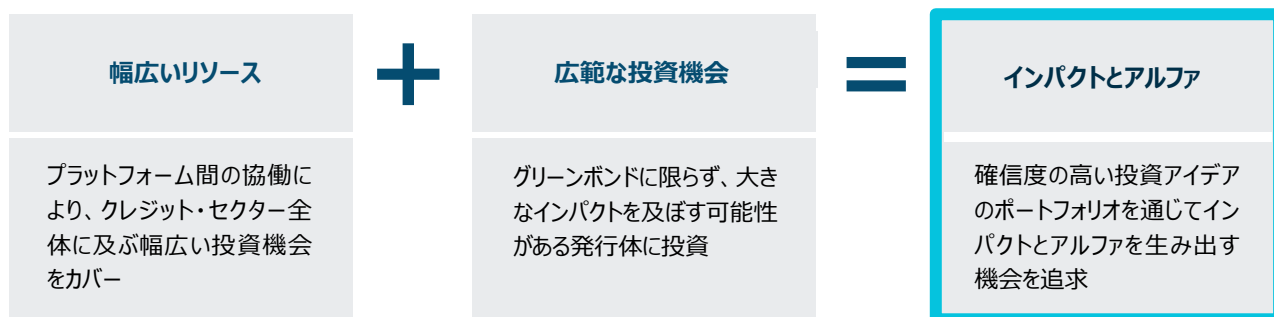 幅広いリソース
+
広範な投資機会
=
インパクトとアルファ
プラットフォーム間の協働に
より、クレジット・セクター全
体に及ぶ幅広い投資機会
をカバー
グリーンボンドに限らず、大き
なインパクトを及ぼす可能性
がある発行体に投資
確信度の高い投資アイデア
のポートフォリオを通じてイン
パクトとアルファを生み出す
機会を追求